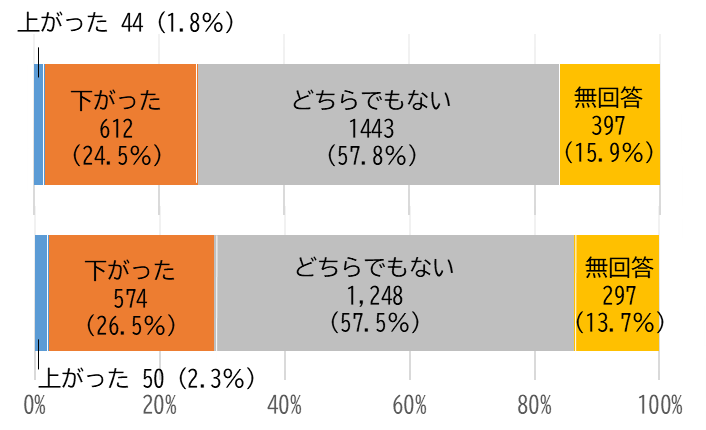 上がった 44 (1.8%)
下がった
612
(24.5%)
どちらでもない
1443
(57.8%)
無回答
397
(15.9%)
下がった
574
(26.5%)
どちらでもない
1,248
(57.5%)
無回答
297
(13.7%)
上がった 50 (2.3%)
0% 20% 40% 60% 80% 100%